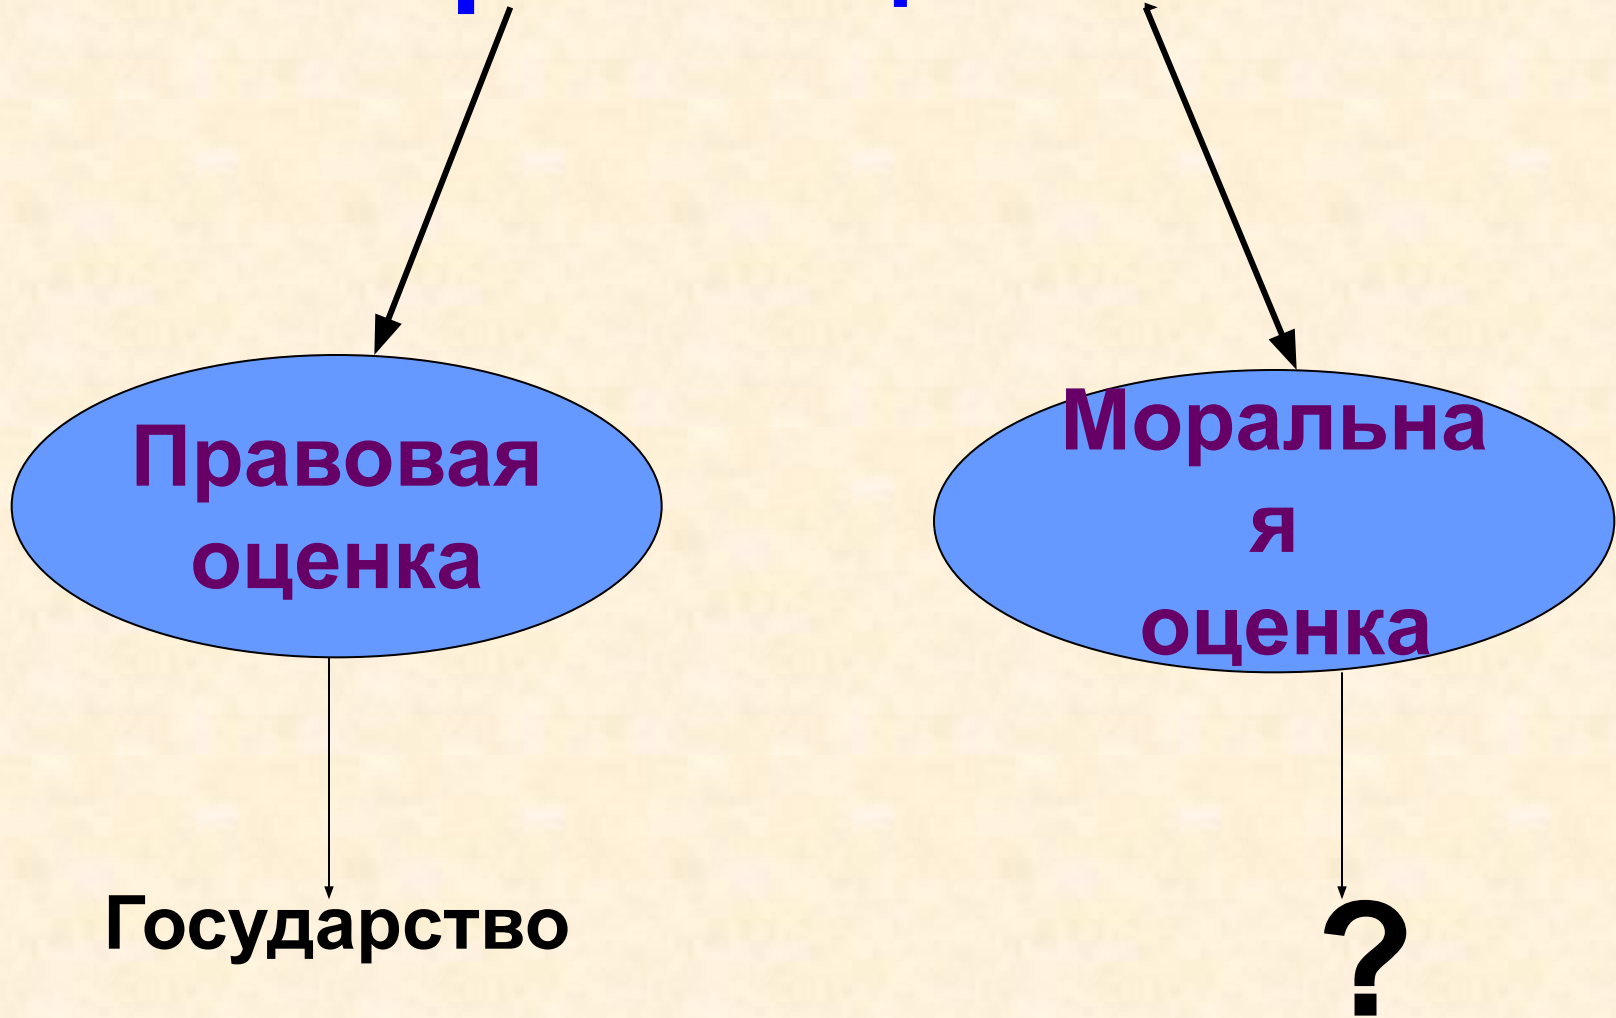 Правовая
оценка
Моральна
я
оценка
Государство
?